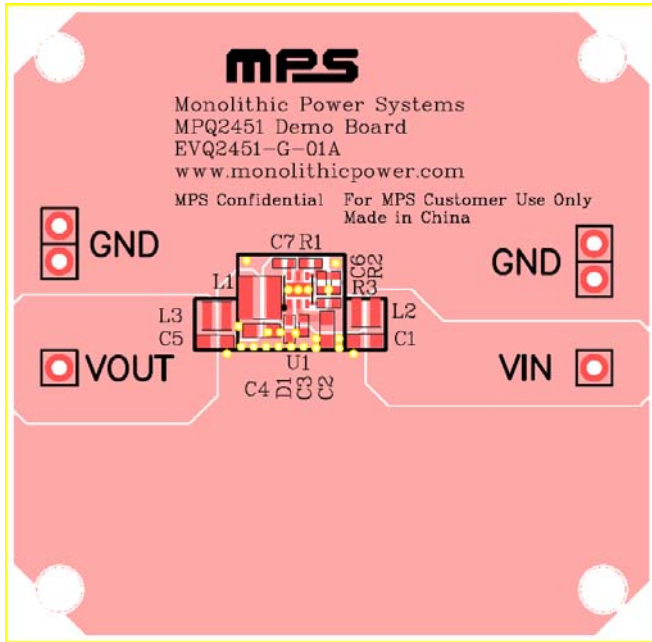 MPS
Monolithic Power Systems
MPQ2451 Demo Board
EVQ2451-G-01A
www.monolithicpower.com
MPS Confidential For MPS Customer Use Only
Made in China
GND
GND
C7 R1
C6
R2
L1
R3
L3
L2
C5
C1
U1
VOUT
VIN
C4
D1
C3
C2